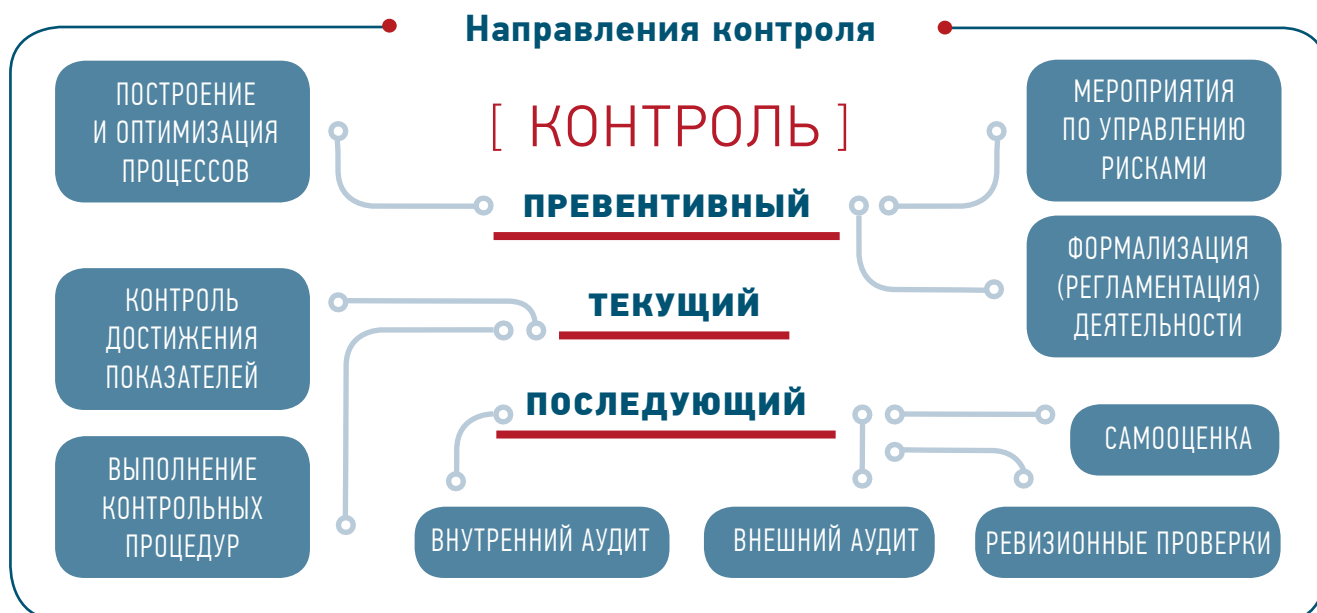 Направления контроля
ПОСТРОЕНИЕ
И ОПТИМИЗАЦИЯ
ПРОЦЕССОВ
[ КОНТРОЛЬ ]
МЕРОПРИЯТИЯ
ПО УПРАВЛЕНИЮ
РИСКАМИ
ПРЕВЕНТИВНЫЙ
ФОРМАЛИЗАЦИЯ
(РЕГЛАМЕНТАЦИЯ)
ДЕЯТЕЛЬНОСТИ
КОНТРОЛЬ
ДОСТИЖЕНИЯ
ПОКАЗАТЕЛЕЙ
ТЕКУЩИЙ
ПОСЛЕДУЮЩИЙ
САМООЦЕНКА
ВЫПОЛНЕНИЕ
КОНТРОЛЬНЫХ
ПРОЦЕДУР
ВНУТРЕННИЙ АУДИТ
ВНЕШНИЙ АУДИТ
РЕВИЗИОННЫЕ ПРОВЕРКИ